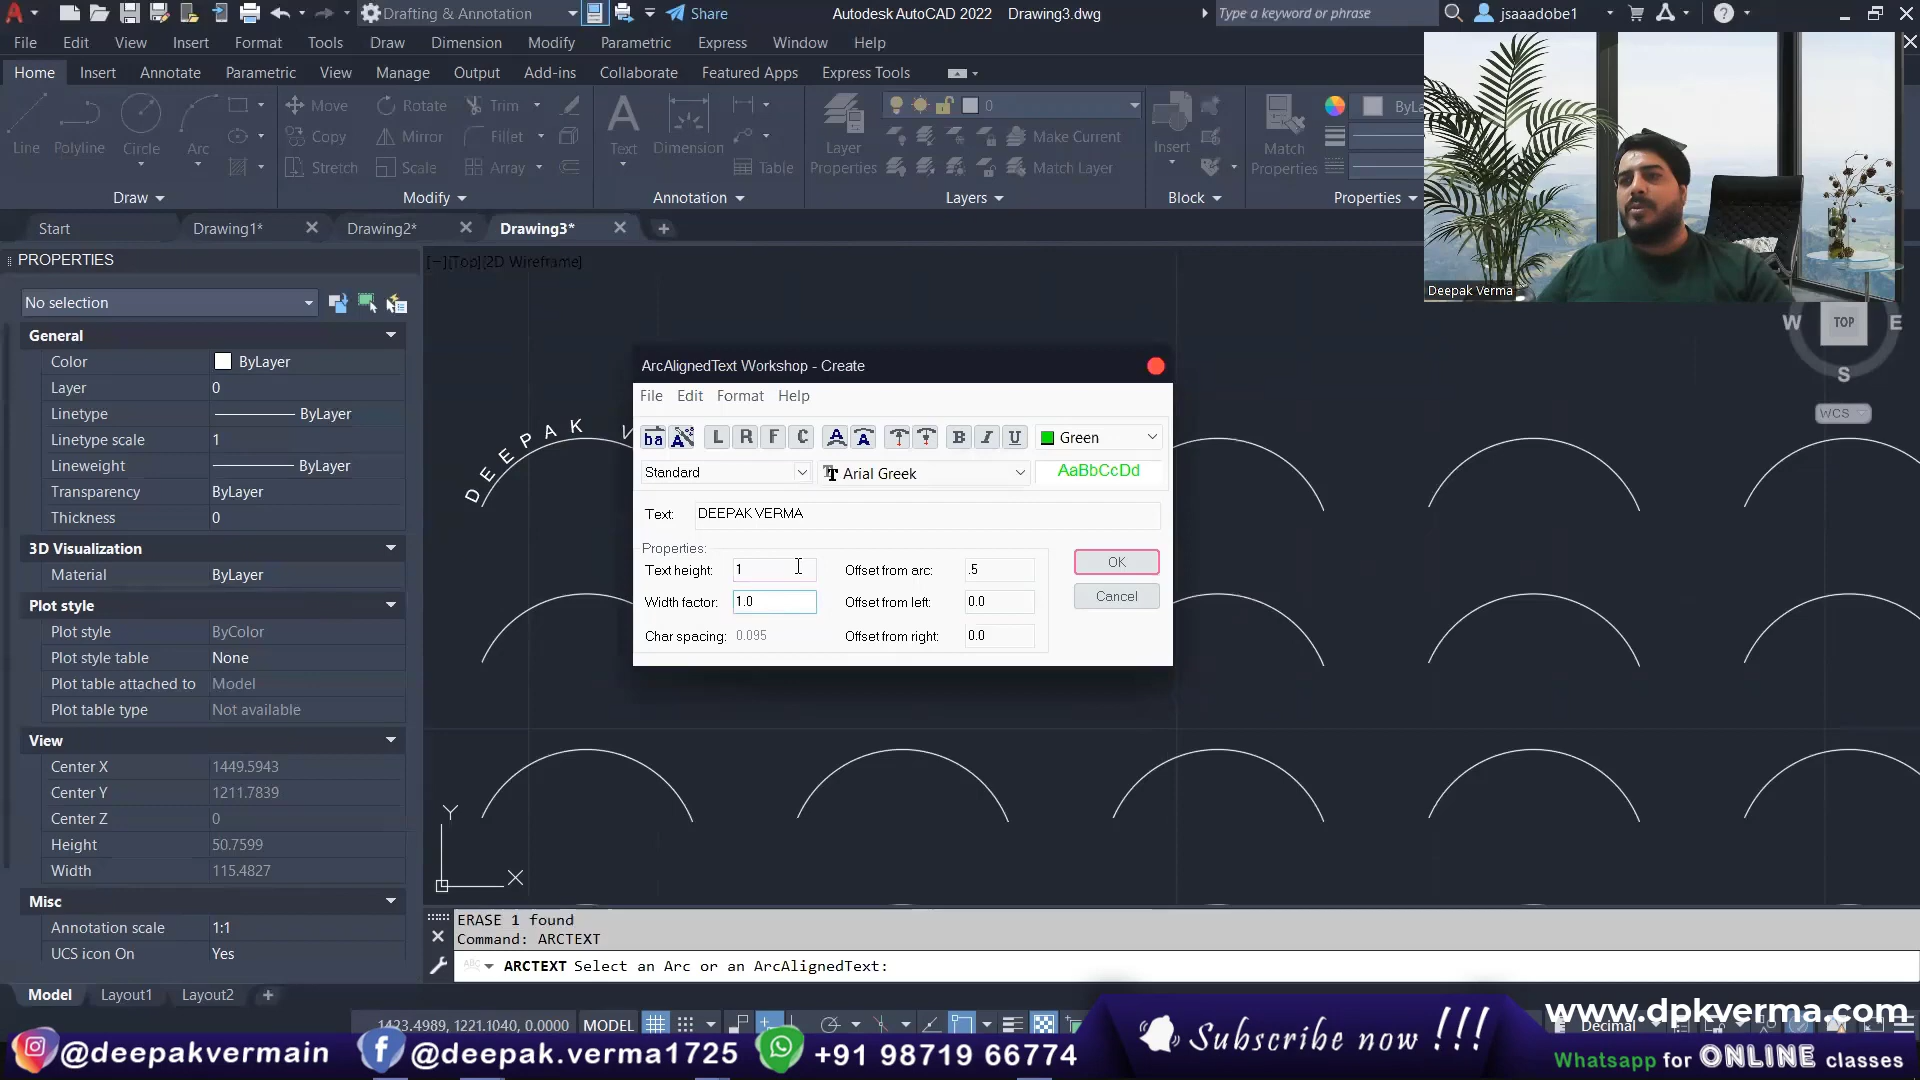 Drafting & Annotation
Share
Autodesk AutoCAD 2022 Drawing3.dwg
Type a keyword or phrase
jsaaadobe1
File Edit View Insert Format Tools Draw Dimension Modify Parametric Express Window Help
Home Insert Annotate Parametric View Manage Output Add-ins Collaborate Featured Apps Express Tools
Line Polyline Circle Arc
Move Rotate Trim
Copy Mirror Fillet
Stretch Scale Array
Text Dimension Table
Layer Properties
0
Make Current
Match Layer
Insert
Match Properties
Draw Modify Annotation Layers Block Properties
Deepak Verma
Start Drawing1* Drawing2* Drawing3*
PROPERTIES
[−][Top][2D Wireframe]
No selection
General
Color ByLayer
Layer 0
Linetype ByLayer
Linetype scale 1
Lineweight ByLayer
Transparency ByLayer
Thickness 0
3D Visualization
Material ByLayer
Plot style
Plot style ByColor
Plot style table None
Plot table attached to Model
Plot table type Not available
View
Center X 1449.5943
Center Y 1211.7839
Center Z 0
Height 50.7599
Width 115.4827
Misc
Annotation scale 1:1
UCS icon On Yes
W TOP E
S
WCS
DEEPAK V
ArcAlignedText Workshop - Create
File Edit Format Help
ba L R F C A A B I U Green
Standard Arial Greek AaBbCcDd
Text: DEEPAK VERMA
Properties:
Text height: 1 Offset from arc: .5
Width factor: 1.0 Offset from left: 0.0
Char spacing: 0.095 Offset from right: 0.0
OK
Cancel
Y
X
ERASE 1 found
Command: ARCTEXT
ARCTEXT Select an Arc or an ArcAlignedText:
Model Layout1 Layout2 +
1423.4989, 1221.1040, 0.0000 MODEL
Decimal
@deepakvermain @deepak.verma1725 +91 98719 66774
Subscribe now !!!
www.dpkverma.com
Whatsapp for ONLINE classes